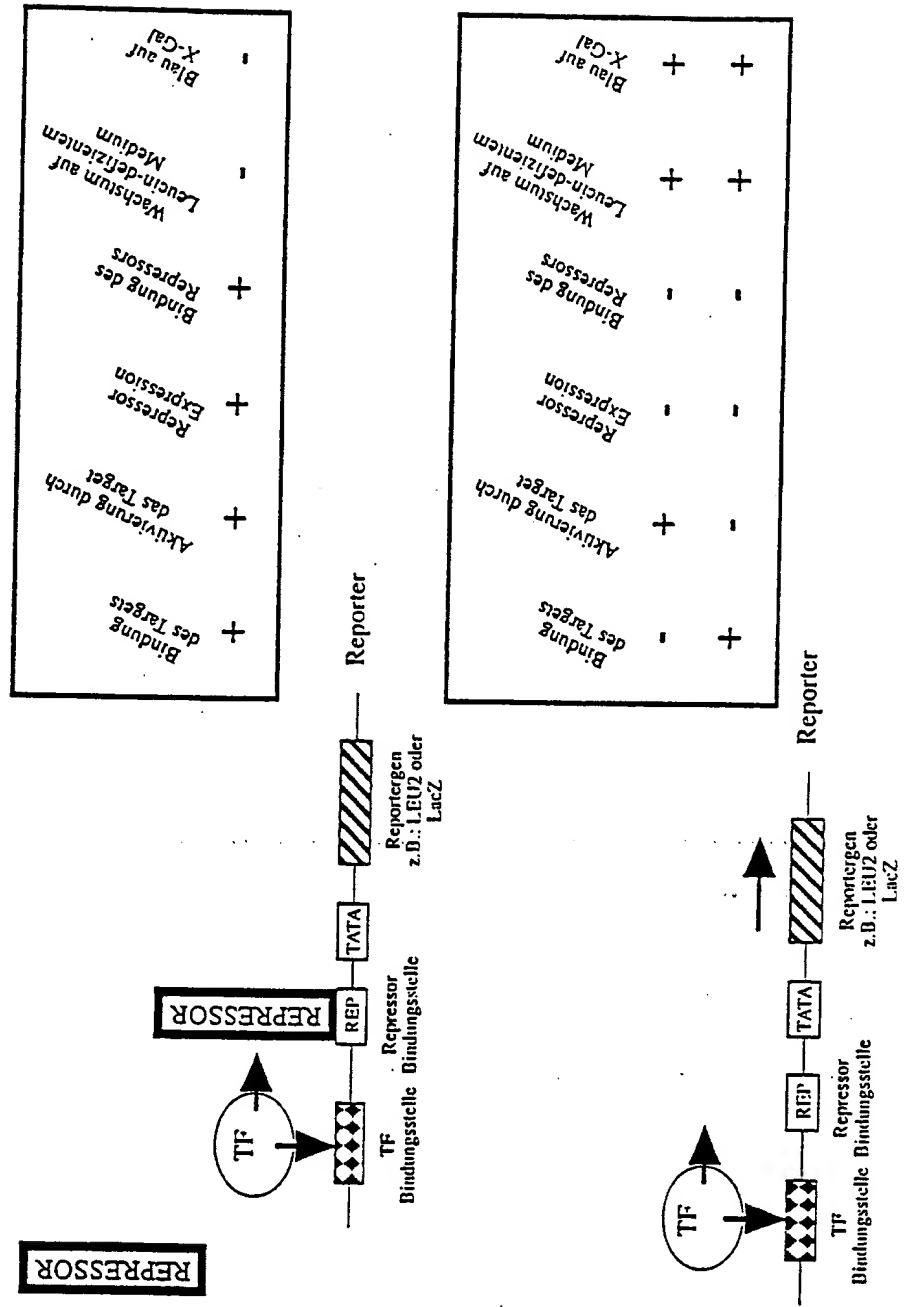 REPRESSOR
TF
REPRESSOR
REP
TATA
TF
Bindungsstelle
Repressor
Bindungsstelle
Reportergen
z.B.: LEU2 oder
LacZ
Reporter
Bindung
des Targets
Aktivierung durch
das Target
Repressor
Expression
Bindung des
Repressors
Wachstum auf
Leucin-defizientem
Medium
Blau auf
X-Gal
+ + + + - -
TF
REP
TATA
TF
Bindungsstelle
Repressor
Bindungsstelle
Reportergen
z.B.: LEU2 oder
LacZ
Reporter
Bindung
des Targets
Aktivierung durch
das Target
Repressor
Expression
Bindung des
Repressors
Wachstum auf
Leucin-defizientem
Medium
Blau auf
X-Gal
- + - - + +
+ - - - + +